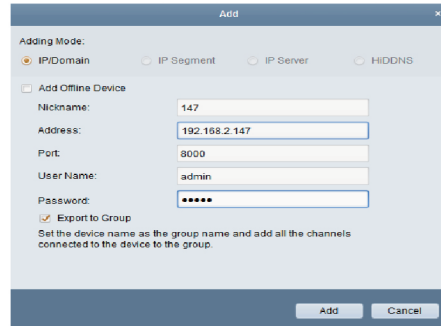 Add
Adding Mode:
IP/Domain IP Segment IP Server HiDDNS
Add Offline Device
Nickname: 147
Address: 192.168.2.147
Port: 8000
User Name: admin
Password: •••••
Export to Group
Set the device name as the group name and add all the channels
connected to the device to the group.
Add Cancel